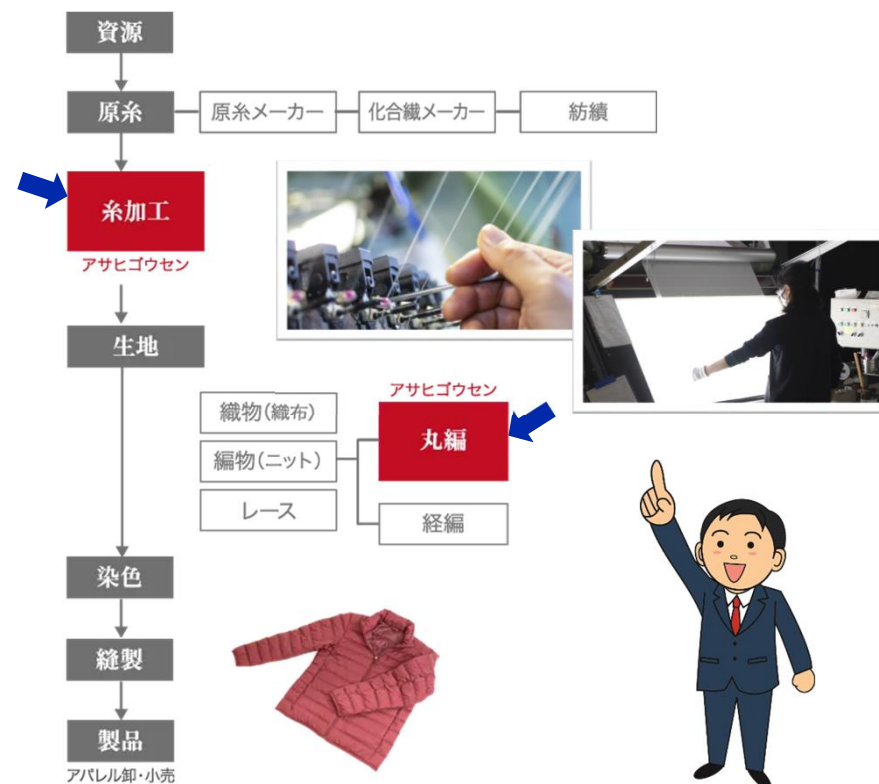 資源
原糸
原糸メーカー
化合繊メーカー
紡績
糸加工
アサヒゴウセン
生地
アサヒゴウセン
織物(織布)
丸編
編物(ニット)
レース
経編
染色
縫製
製品
アパレル卸・小売